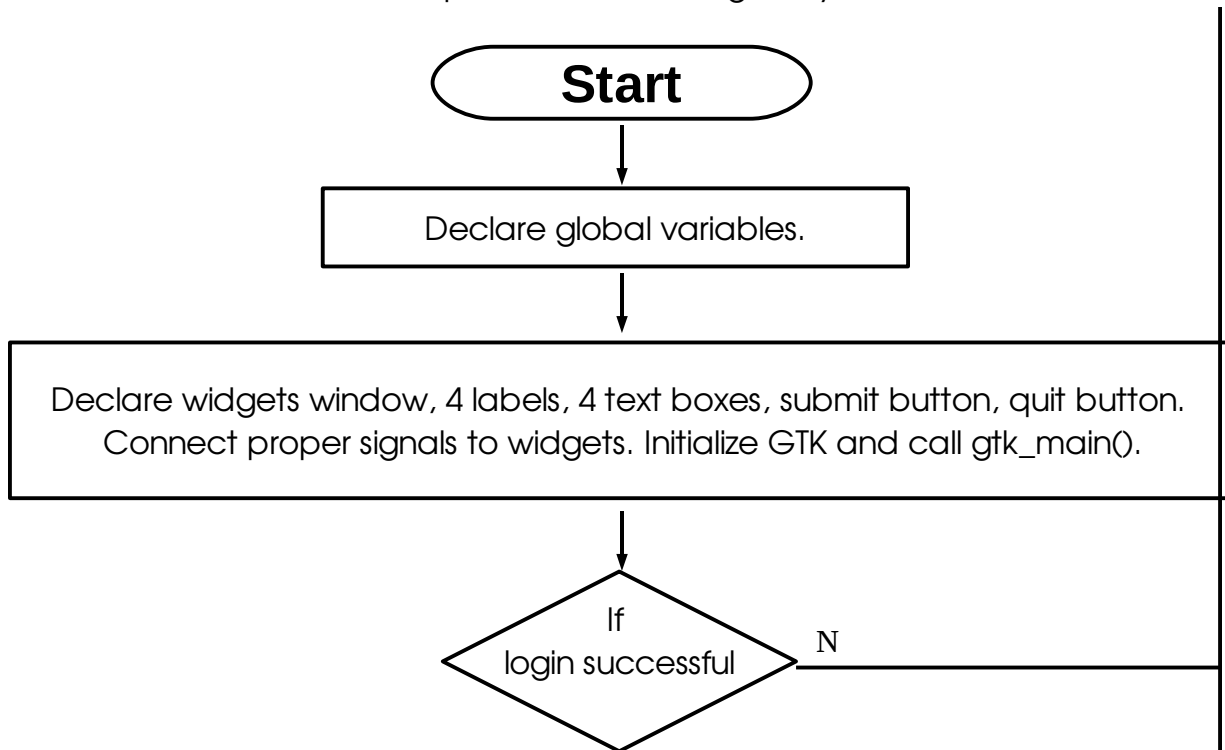 Start
Declare global variables.
Declare widgets window, 4 labels, 4 text boxes, submit button, quit button.
Connect proper signals to widgets. Initialize GTK and call gtk_main().
If
login successful
N